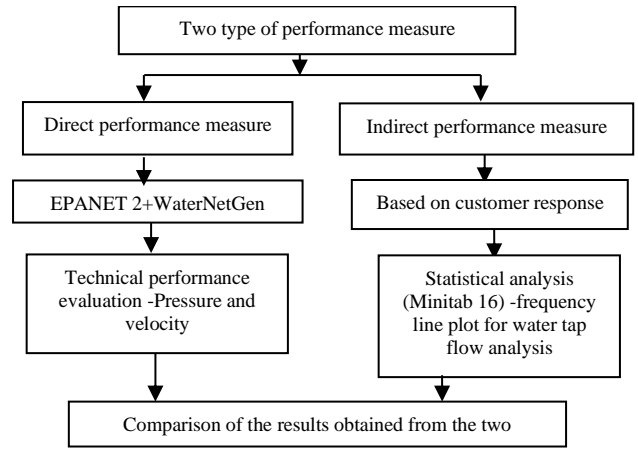 Two type of performance measure
Direct performance measure
Indirect performance measure
EPANET 2+WaterNetGen
Based on customer response
Technical performance
evaluation -Pressure and
velocity
Statistical analysis
(Minitab 16) -frequency
line plot for water tap
flow analysis
Comparison of the results obtained from the two